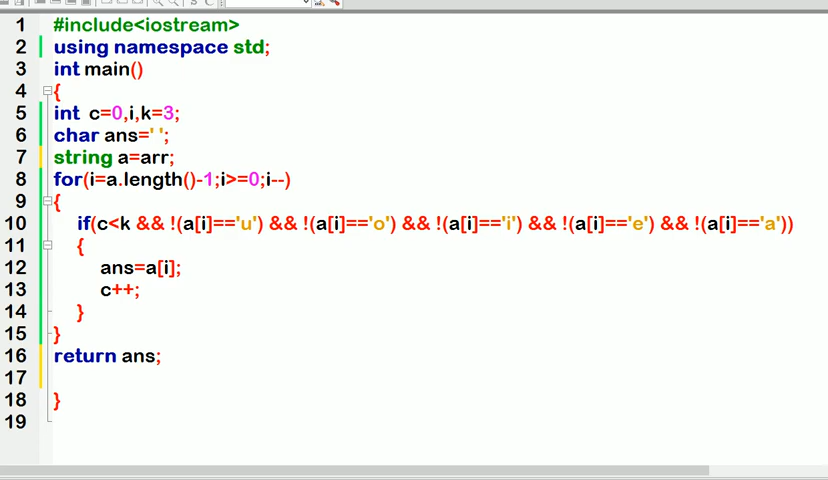 1 #include<iostream>
2 using namespace std;
3 int main()
4 {
5 int c=0,i,k=3;
6 char ans=' ';
7 string a=arr;
8 for(i=a.length()-1;i>=0;i--)
9 {
10 if(c<k && !(a[i]=='u') && !(a[i]=='o') && !(a[i]=='i') && !(a[i]=='e') && !(a[i]=='a'))
11 {
12 ans=a[i];
13 c++;
14 }
15 }
16 return ans;
17
18 }
19